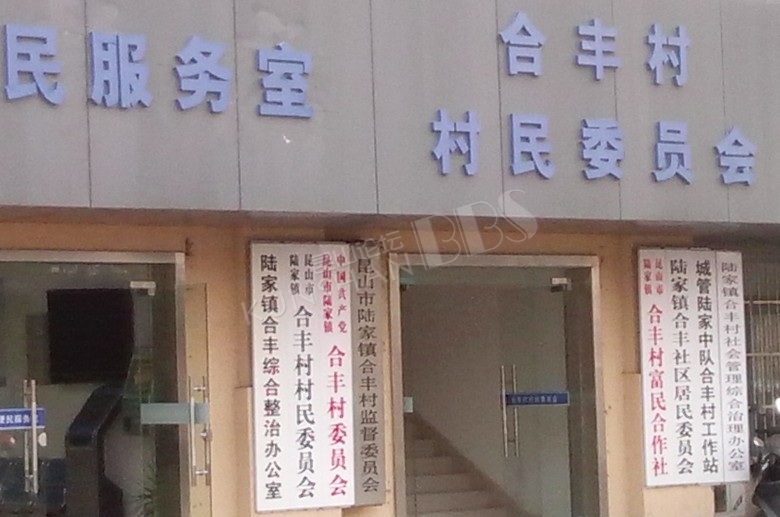 民服务室
合丰村
村民委员会
陆家镇合丰综合整治办公室
昆山市
陆家镇
合丰村村民委员会
中国共产党
昆山市陆家镇
合丰村委员会
昆山市陆家镇合丰村监督委员会
昆山市
陆家镇
合丰村富民合作社
陆家镇合丰社区居民委员会
城管陆家中队合丰村工作站
陆家镇合丰村社会管理综合治理办公室
便民服务室
BBS